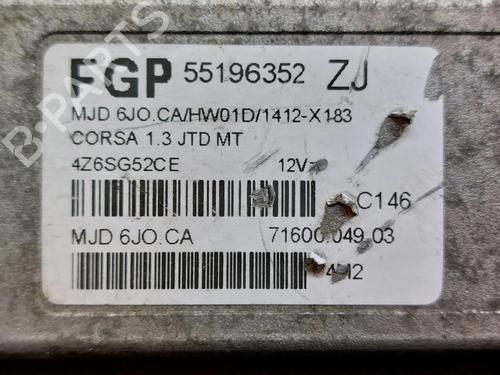 FGP 55196352 ZJ
MJD 6JO.CA/HW01D/1412-X183
CORSA 1.3 JTD MT
4Z6SG52CE 12V
C146
MJD 6JO.CA 71600.049.03
B-PARTS